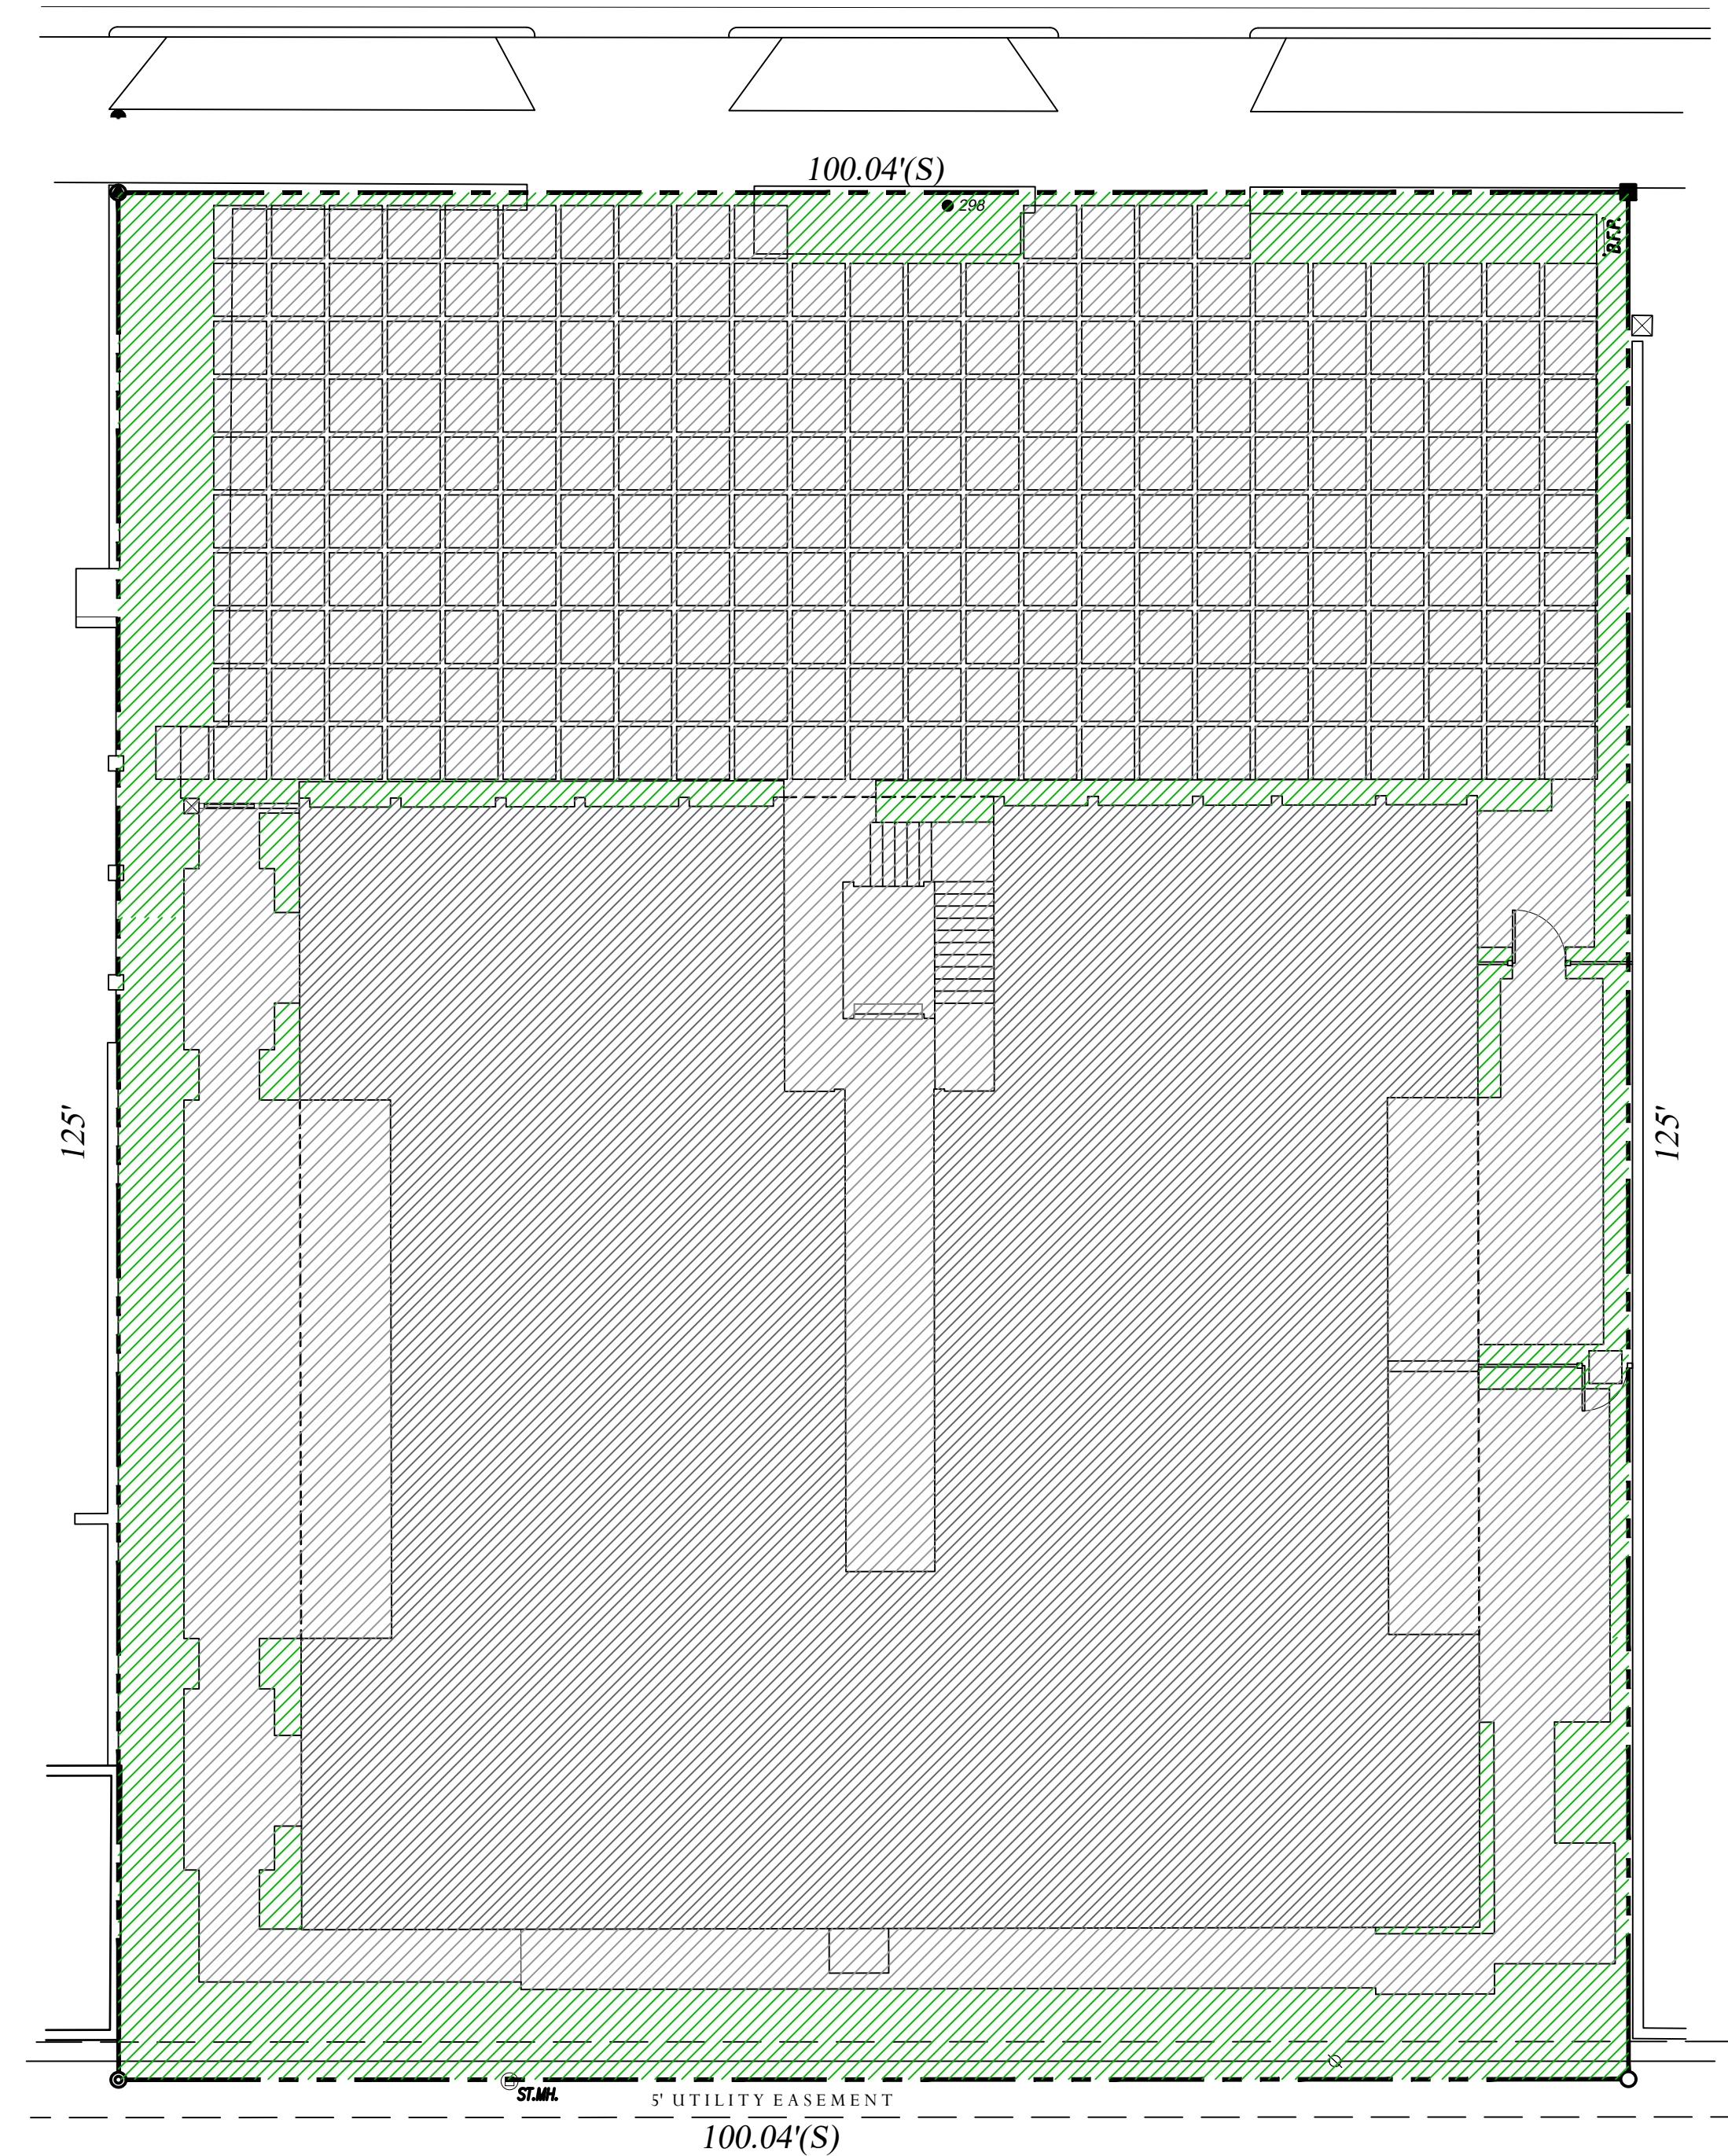 100.04'(S)
298
B.F.P.
125'
125'
ST.MH.
5' UTILITY EASEMENT
100.04'(S)